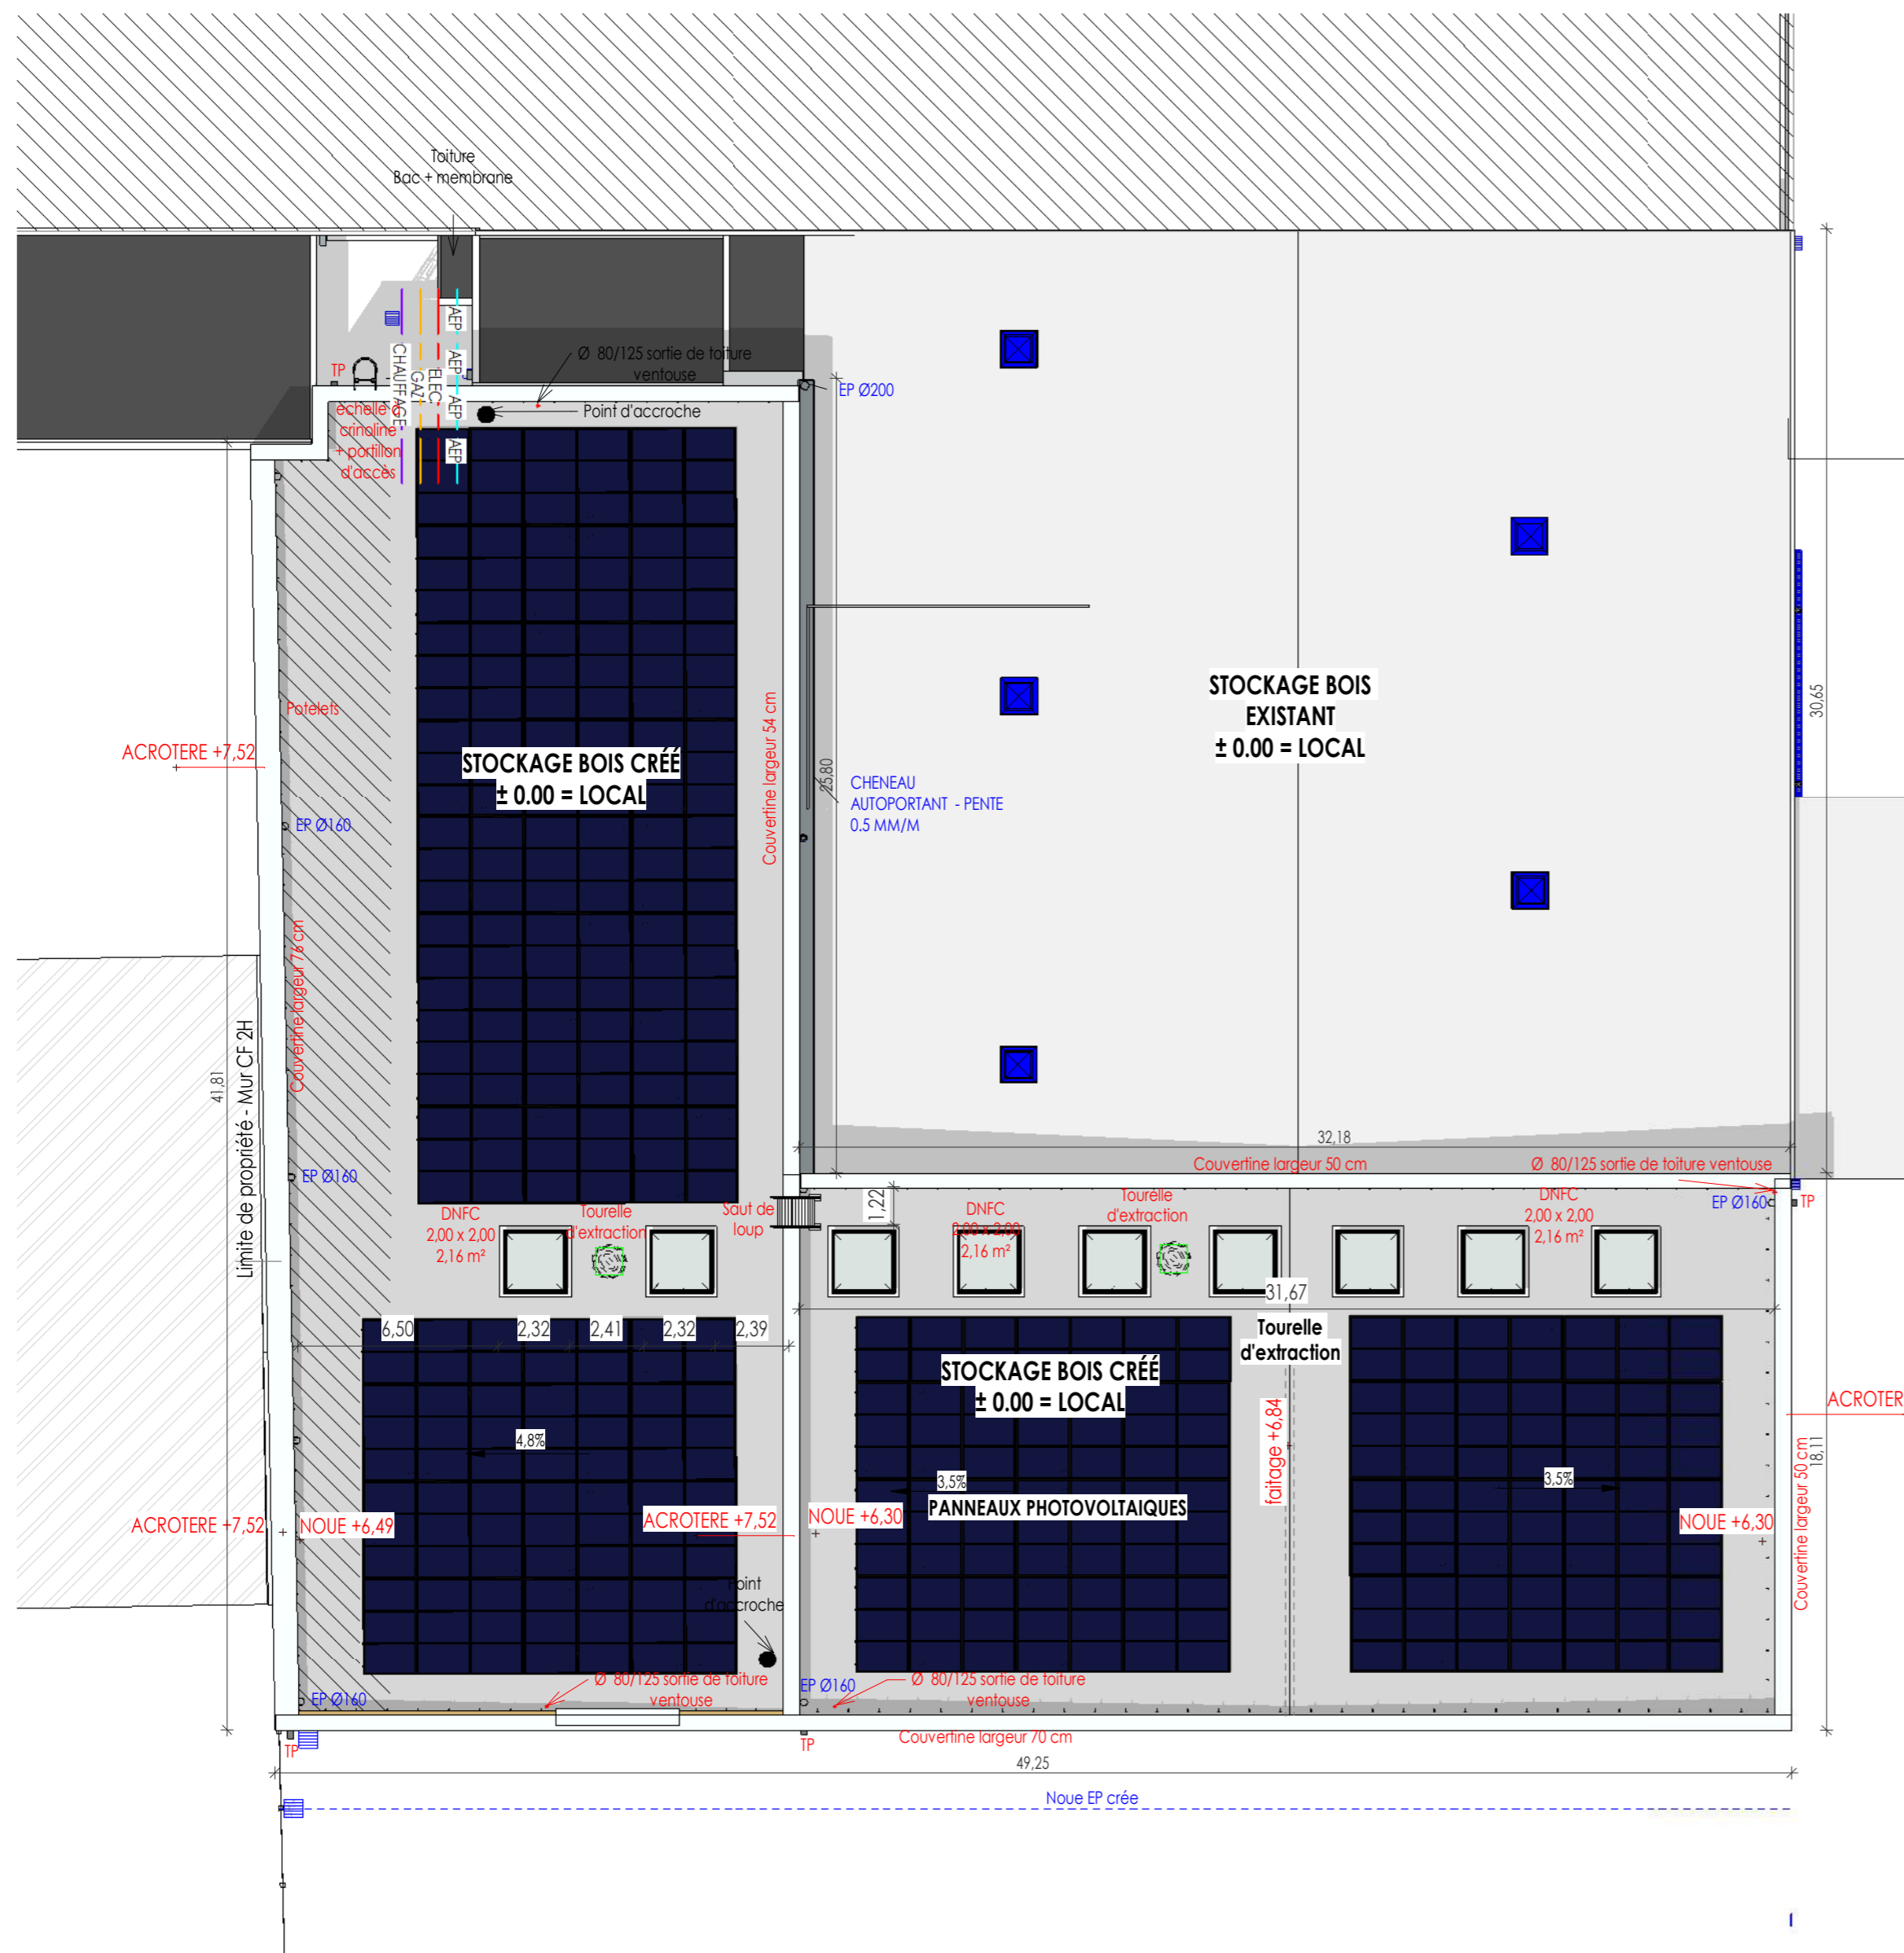 Toiture
Bac + membrane
Ø 80/125 sortie de toiture
ventouse
TP
AEP
AEP
AEP
AEP
CHAUFFAGE
GAZ
ELEC
EP Ø200
Point d'accroche
echelle à
crinoline
+ portillon
d'accès
STOCKAGE BOIS
EXISTANT
± 0.00 = LOCAL
30,65
Potelets
ACROTERE +7,52
STOCKAGE BOIS CRÉÉ
± 0.00 = LOCAL
Couvertine largeur 54 cm
25,80
CHENEAU
AUTOPORTANT - PENTE
0.5 MM/M
EP Ø160
Couvertine largeur 76 cm
41,81
Limite de propriété - Mur CF 2H
32,18
Couvertine largeur 50 cm
Ø 80/125 sortie de toiture ventouse
EP Ø160
EP Ø160
TP
DNFC
2,00 x 2,00
2,16 m²
Tourelle
d'extraction
Saut de
loup
1,22
DNFC
2,00 x 2,00
2,16 m²
Tourelle
d'extraction
DNFC
2,00 x 2,00
2,16 m²
31,67
6,50
2,32
2,41
2,32
2,39
Tourelle
d'extraction
STOCKAGE BOIS CRÉÉ
± 0.00 = LOCAL
ACROTER
faitage +6,84
4,8%
3,5%
3,5%
18,11
Couvertine largeur 50 cm
PANNEAUX PHOTOVOLTAIQUES
ACROTERE +7,52
NOUE +6,49
ACROTERE +7,52
NOUE +6,30
NOUE +6,30
Point
d'accroche
Ø 80/125 sortie de toiture
ventouse
EP Ø160
EP Ø160
Ø 80/125 sortie de toiture
ventouse
TP
TP
Couvertine largeur 70 cm
49,25
Noue EP crée